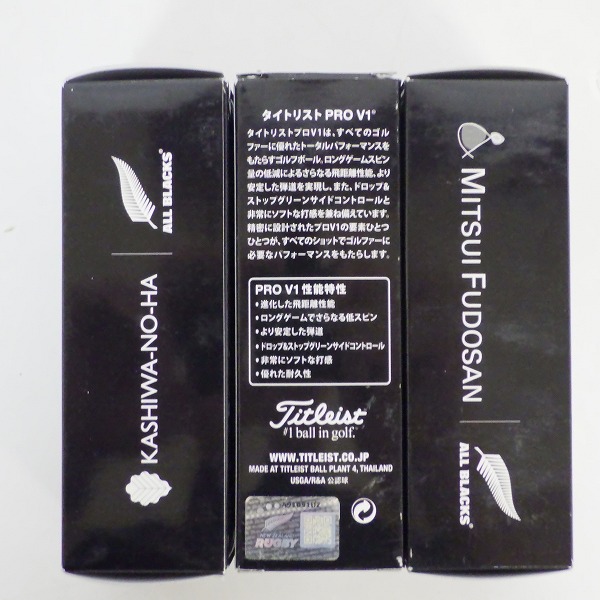 ALL BLACKS®
KASHIWA-NO-HA
タイトリスト PRO V1®
タイトリストプロV1は、すべてのゴル
ファーに優れたトータルパフォーマンスを
もたらすゴルフボール。ロングゲームスピン
量の低減によるさらなる飛距離性能、より
安定した弾道を実現し、また、ドロップ&
ストップグリーンサイドコントロールと
非常にソフトな打感を兼ね備えています。
精密に設計されたプロV1の要素ひとつ
ひとつが、すべてのショットでゴルファーに
必要なパフォーマンスをもたらします。
PRO V1 性能特性
・進化した飛距離性能
・ロングゲームでさらなる低スピン
・より安定した弾道
・ドロップ&ストップグリーンサイドコントロール
・非常にソフトな打感
・優れた耐久性
Titleist®
#1 ball in golf.™
WWW.TITLEIST.CO.JP
MADE AT TITLEIST BALL PLANT 4, THAILAND
USGA/R&A 公認球
NEW ZEALAND
RUGBY
MITSUI FUDOSAN
ALL BLACKS®